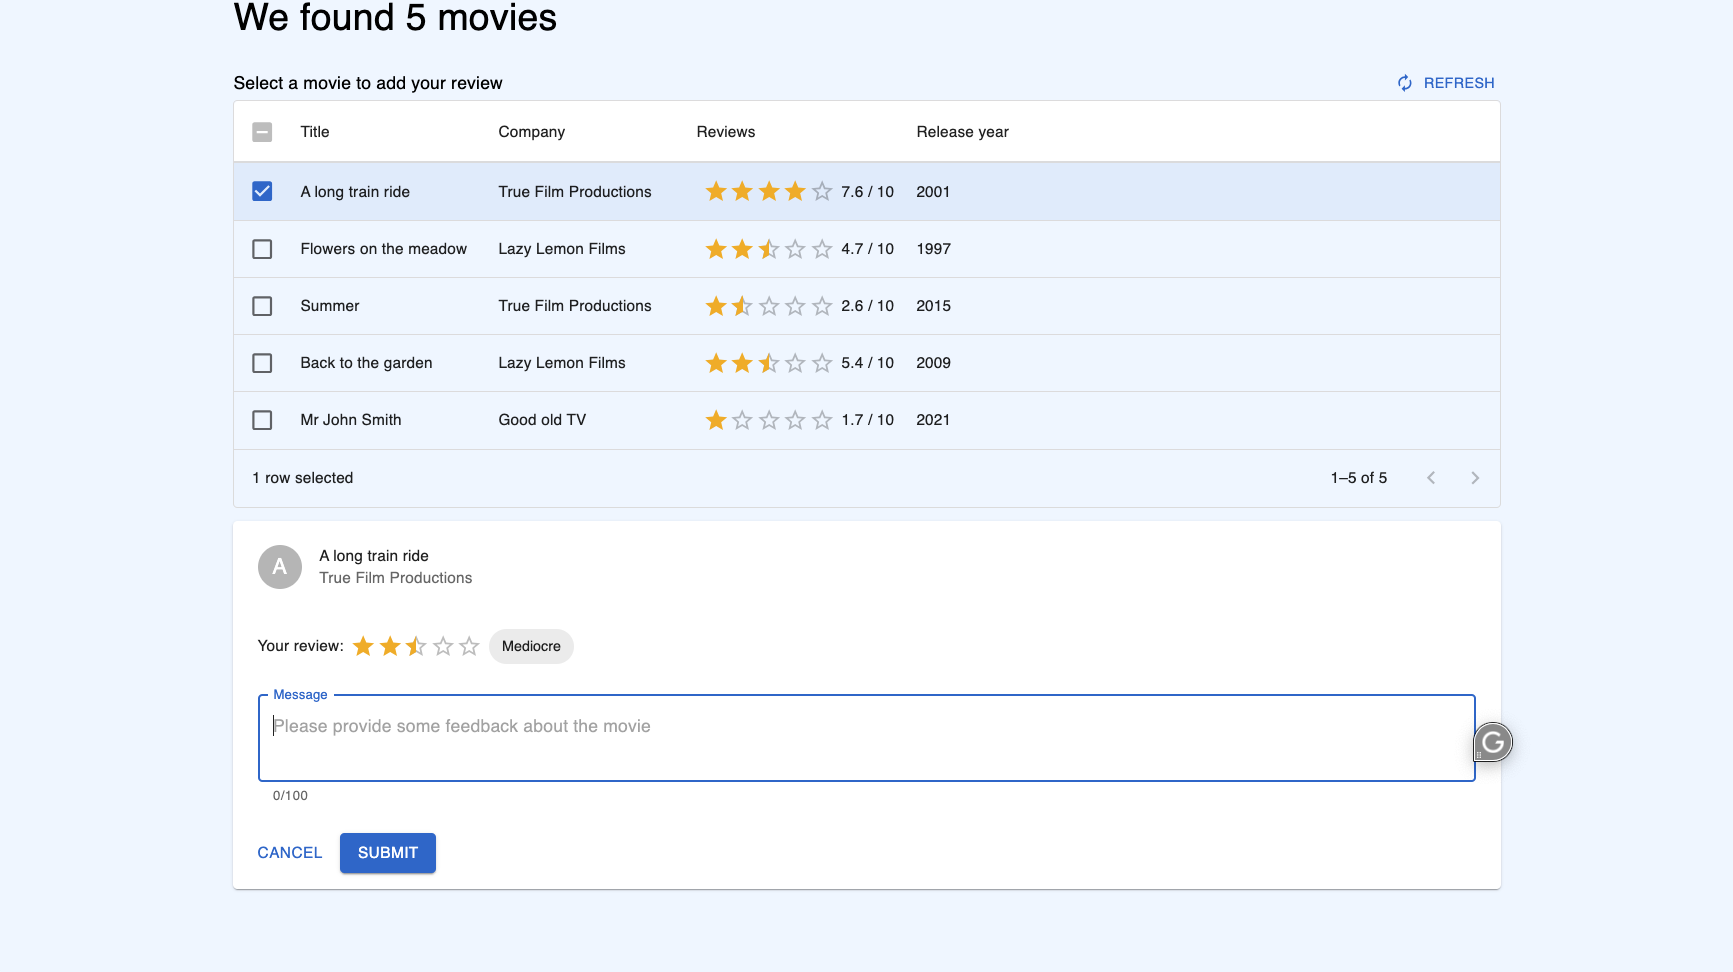 We found 5 movies
Select a movie to add your review
REFRESH
Title Company Reviews Release year
A long train ride True Film Productions 7.6 / 10 2001
Flowers on the meadow Lazy Lemon Films 4.7 / 10 1997
Summer True Film Productions 2.6 / 10 2015
Back to the garden Lazy Lemon Films 5.4 / 10 2009
Mr John Smith Good old TV 1.7 / 10 2021
1 row selected 1–5 of 5
A
A long train ride
True Film Productions
Your review: Mediocre
Message
Please provide some feedback about the movie
G
0/100
CANCEL SUBMIT